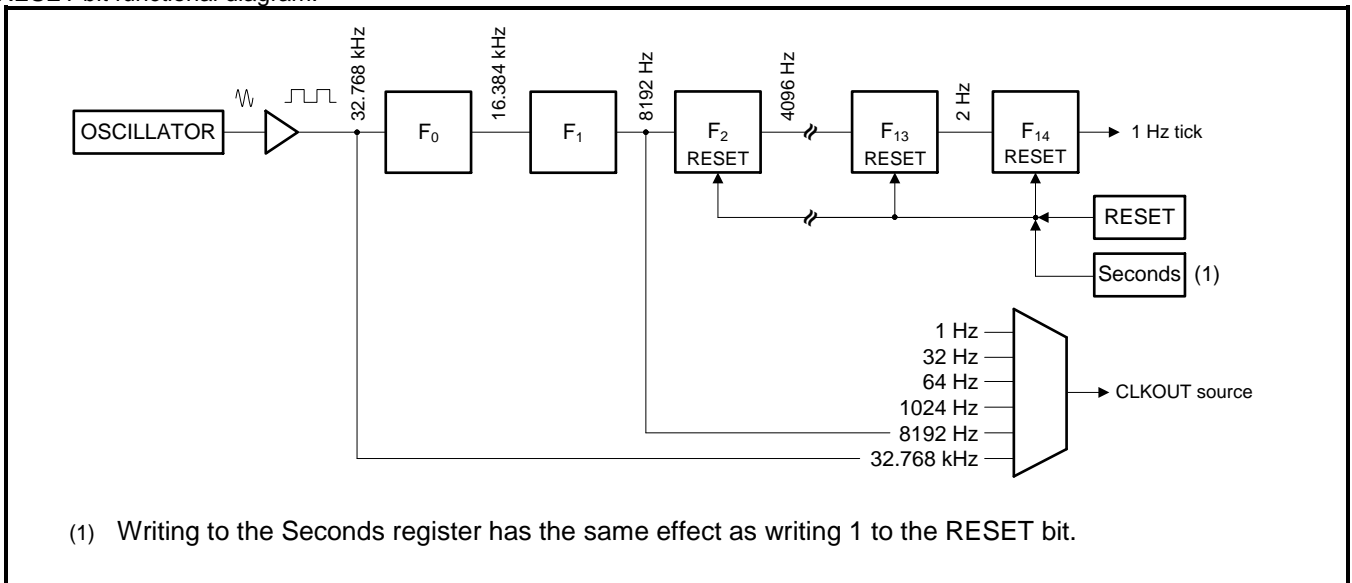 RESET bit functional diagram:
32.768 kHz
16.384 kHz
8192 Hz
4096 Hz
2 Hz
OSCILLATOR
F0
F1
F2
RESET
F13
RESET
F14
RESET
1 Hz tick
RESET
Seconds (1)
1 Hz
32 Hz
64 Hz
1024 Hz
8192 Hz
32.768 kHz
CLKOUT source
(1) Writing to the Seconds register has the same effect as writing 1 to the RESET bit.